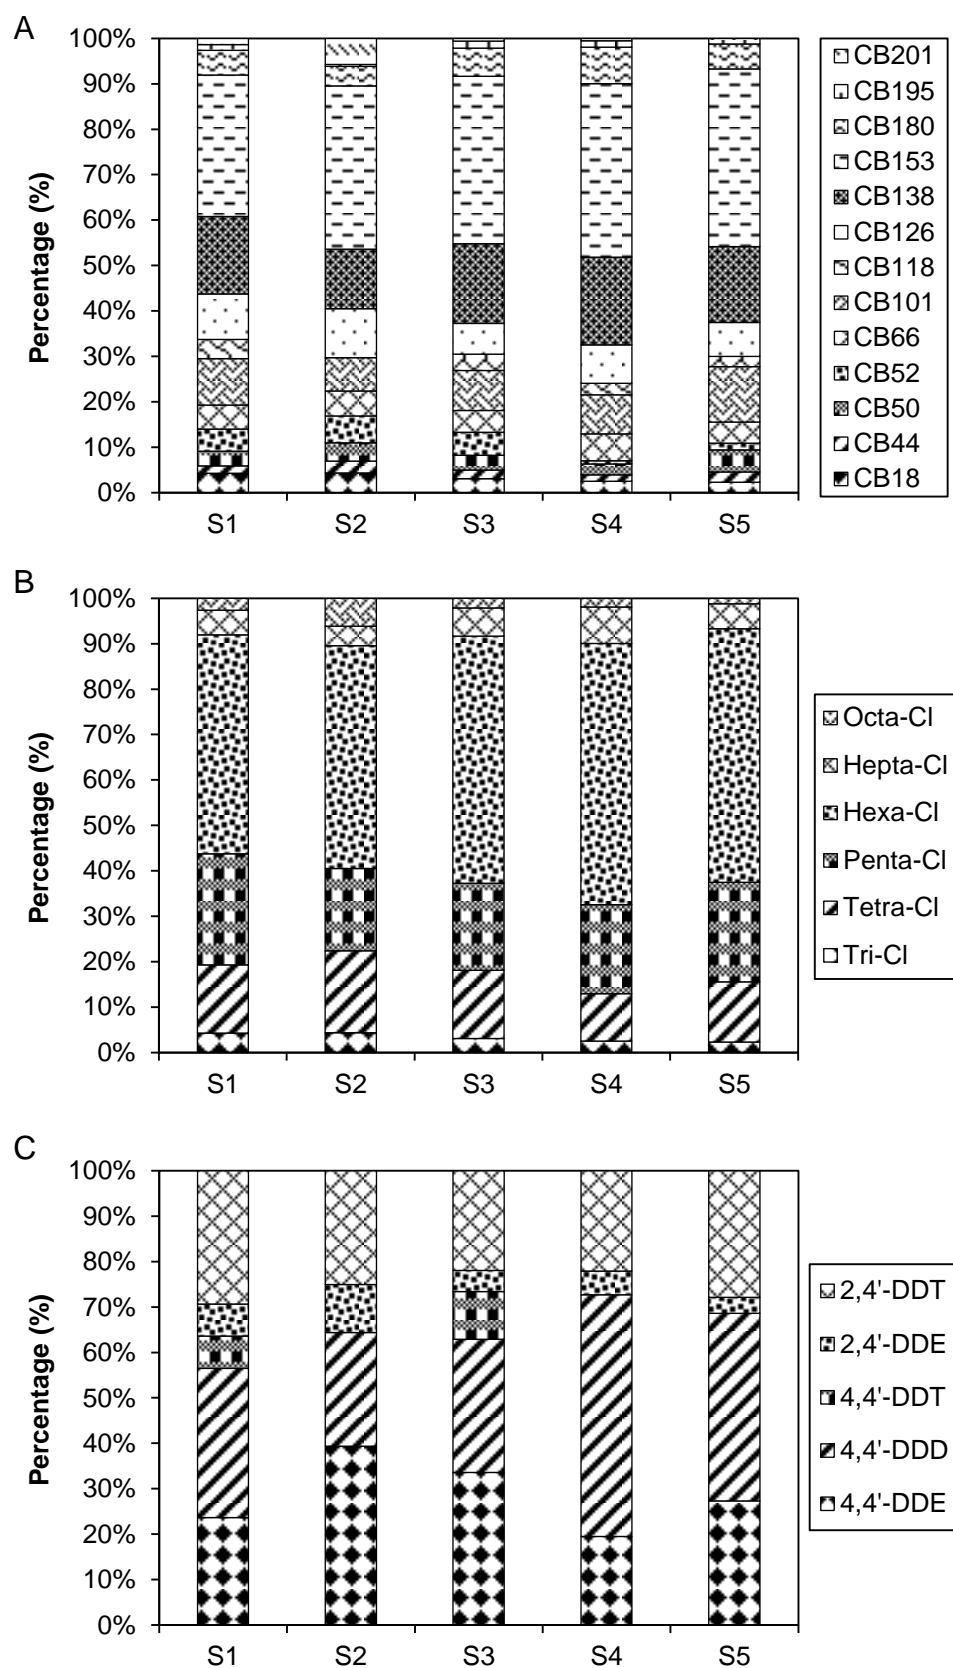 A
Percentage (%)
100%
90%
80%
70%
60%
50%
40%
30%
20%
10%
0%
S1 S2 S3 S4 S5
CB201
CB195
CB180
CB153
CB138
CB126
CB118
CB101
CB66
CB52
CB50
CB44
CB18
B
Percentage (%)
100%
90%
80%
70%
60%
50%
40%
30%
20%
10%
0%
S1 S2 S3 S4 S5
Octa-Cl
Hepta-Cl
Hexa-Cl
Penta-Cl
Tetra-Cl
Tri-Cl
C
Percentage (%)
100%
90%
80%
70%
60%
50%
40%
30%
20%
10%
0%
S1 S2 S3 S4 S5
2,4'-DDT
2,4'-DDE
4,4'-DDT
4,4'-DDD
4,4'-DDE